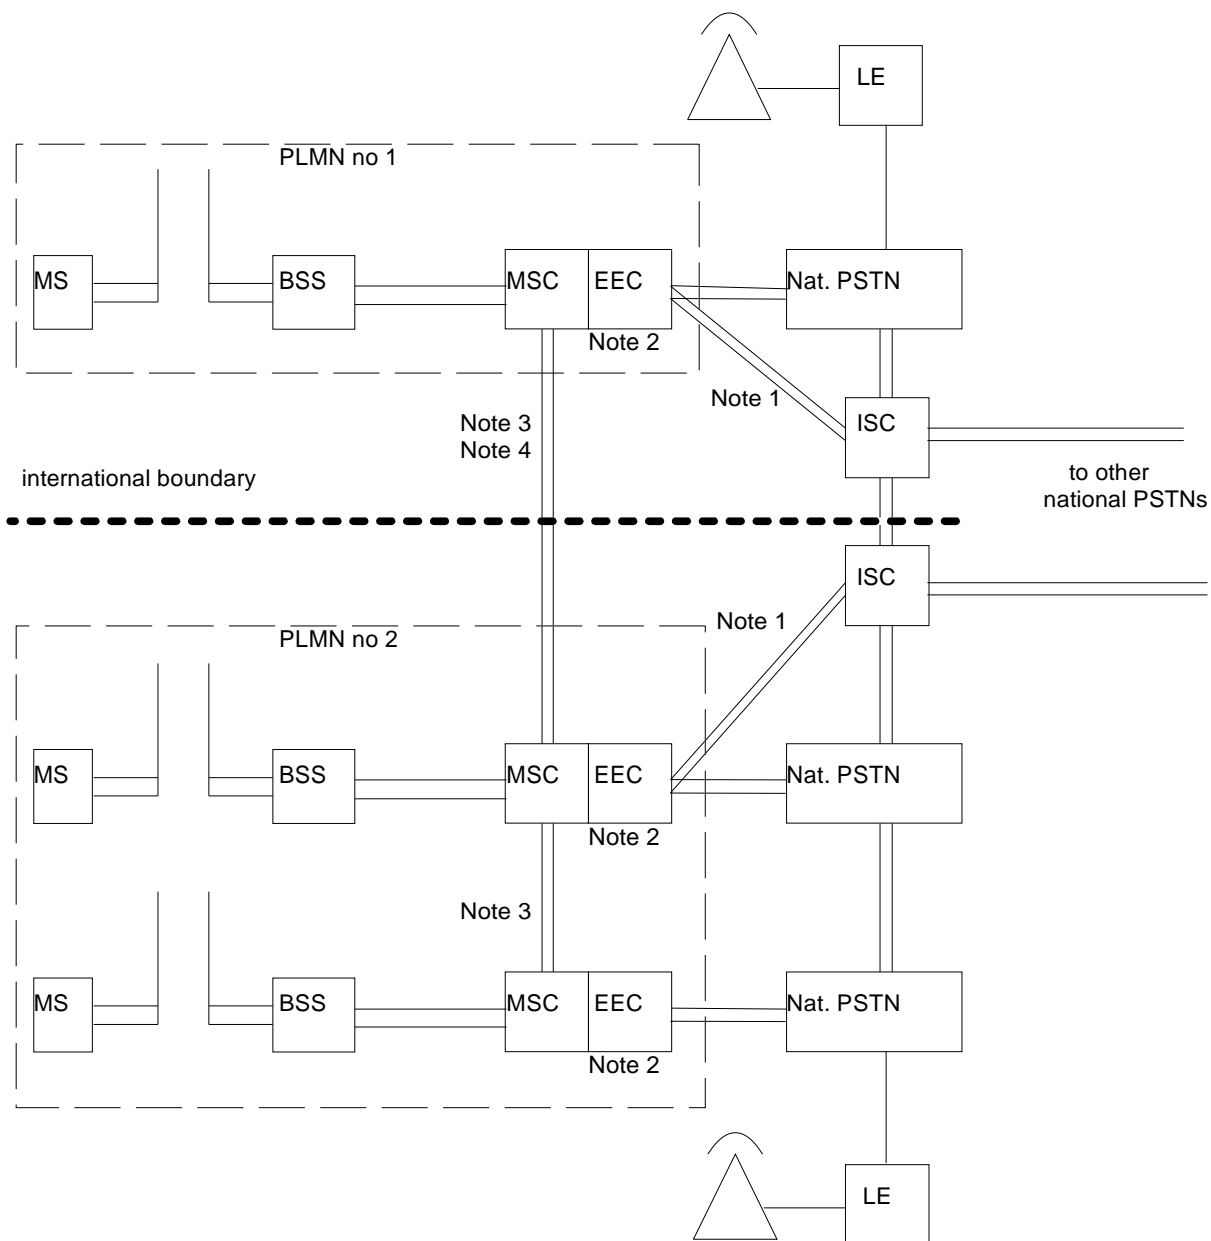 LE
PLMN no 1
MS
BSS
MSC
EEC
Nat. PSTN
Note 2
Note 1
Note 3
Note 4
ISC
international boundary
to other
national PSTNs
ISC
Note 1
PLMN no 2
MS
BSS
MSC
EEC
Nat. PSTN
Note 2
Note 3
MS
BSS
MSC
EEC
Nat. PSTN
Note 2
LE